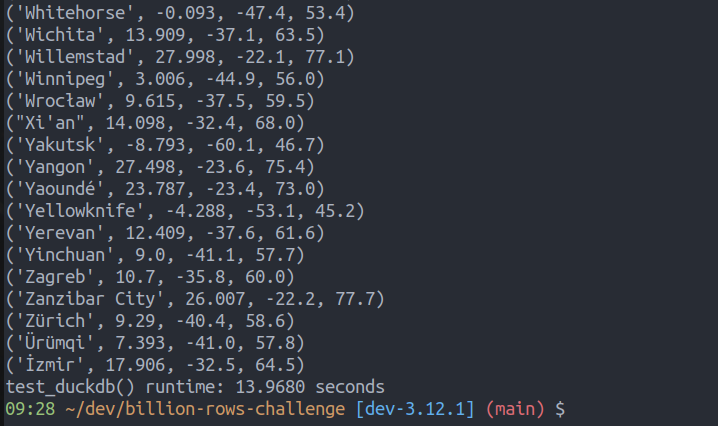 ('Whitehorse', -0.093, -47.4, 53.4)
('Wichita', 13.909, -37.1, 63.5)
('Willemstad', 27.998, -22.1, 77.1)
('Winnipeg', 3.006, -44.9, 56.0)
('Wrocław', 9.615, -37.5, 59.5)
("Xi'an", 14.098, -32.4, 68.0)
('Yakutsk', -8.793, -60.1, 46.7)
('Yangon', 27.498, -23.6, 75.4)
('Yaoundé', 23.787, -23.4, 73.0)
('Yellowknife', -4.288, -53.1, 45.2)
('Yerevan', 12.409, -37.6, 61.6)
('Yinchuan', 9.0, -41.1, 57.7)
('Zagreb', 10.7, -35.8, 60.0)
('Zanzibar City', 26.007, -22.2, 77.7)
('Zürich', 9.29, -40.4, 58.6)
('Ürümqi', 7.393, -41.0, 57.8)
('İzmir', 17.906, -32.5, 64.5)
test_duckdb() runtime: 13.9680 seconds
09:28 ~/dev/billion-rows-challenge [dev-3.12.1] (main) $